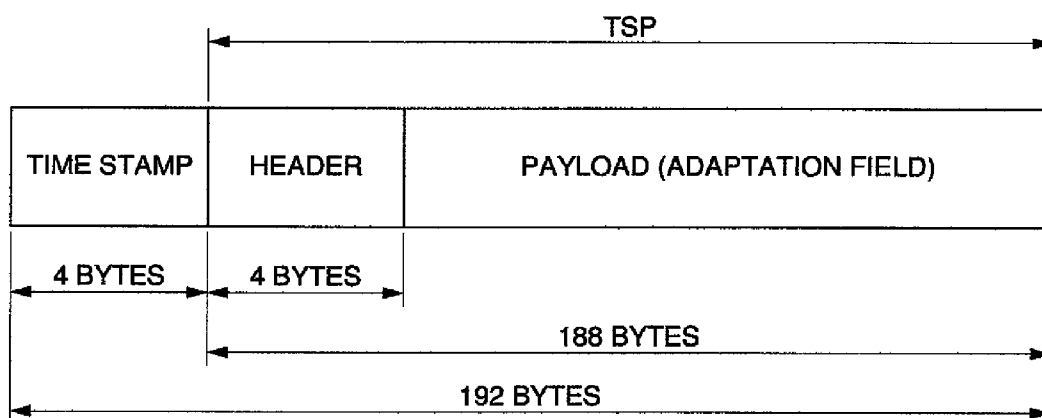 TSP
TIME STAMP
HEADER
PAYLOAD (ADAPTATION FIELD)
4 BYTES
4 BYTES
188 BYTES
192 BYTES